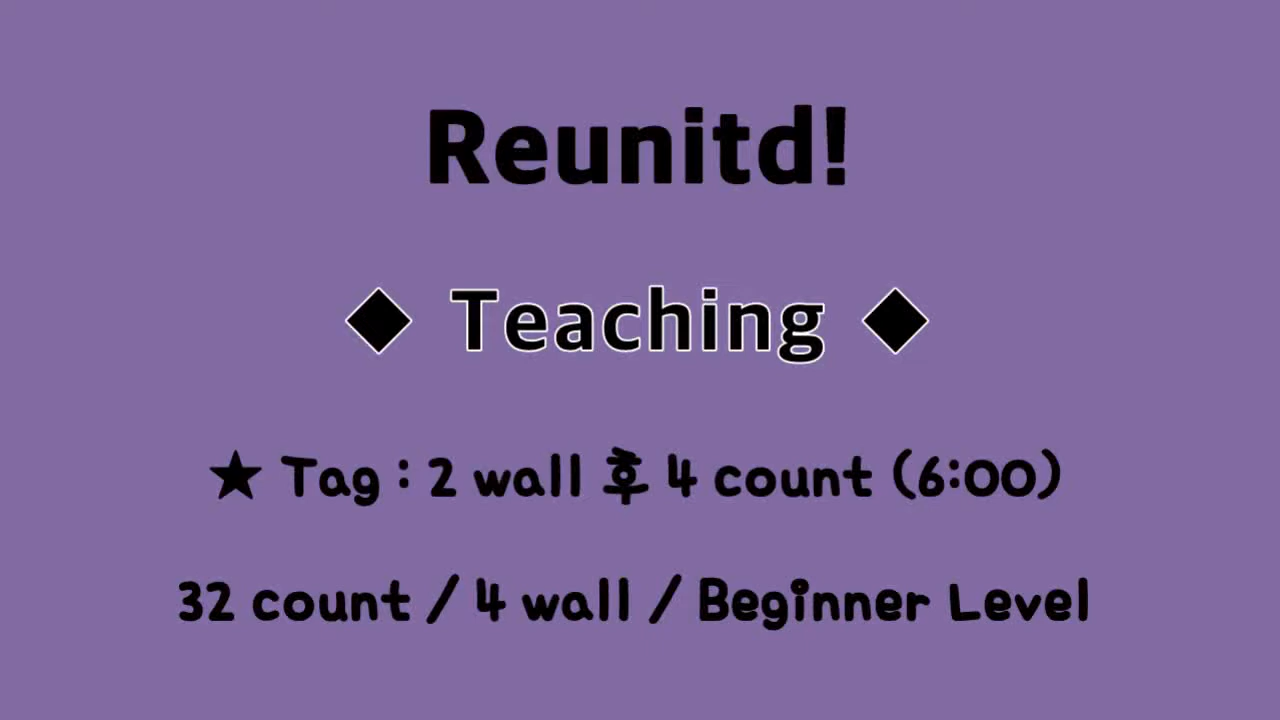 Reunitd!
◆ Teaching ◆
★ Tag : 2 wall 후 4 count (6:00)
32 count / 4 wall / Beginner Level